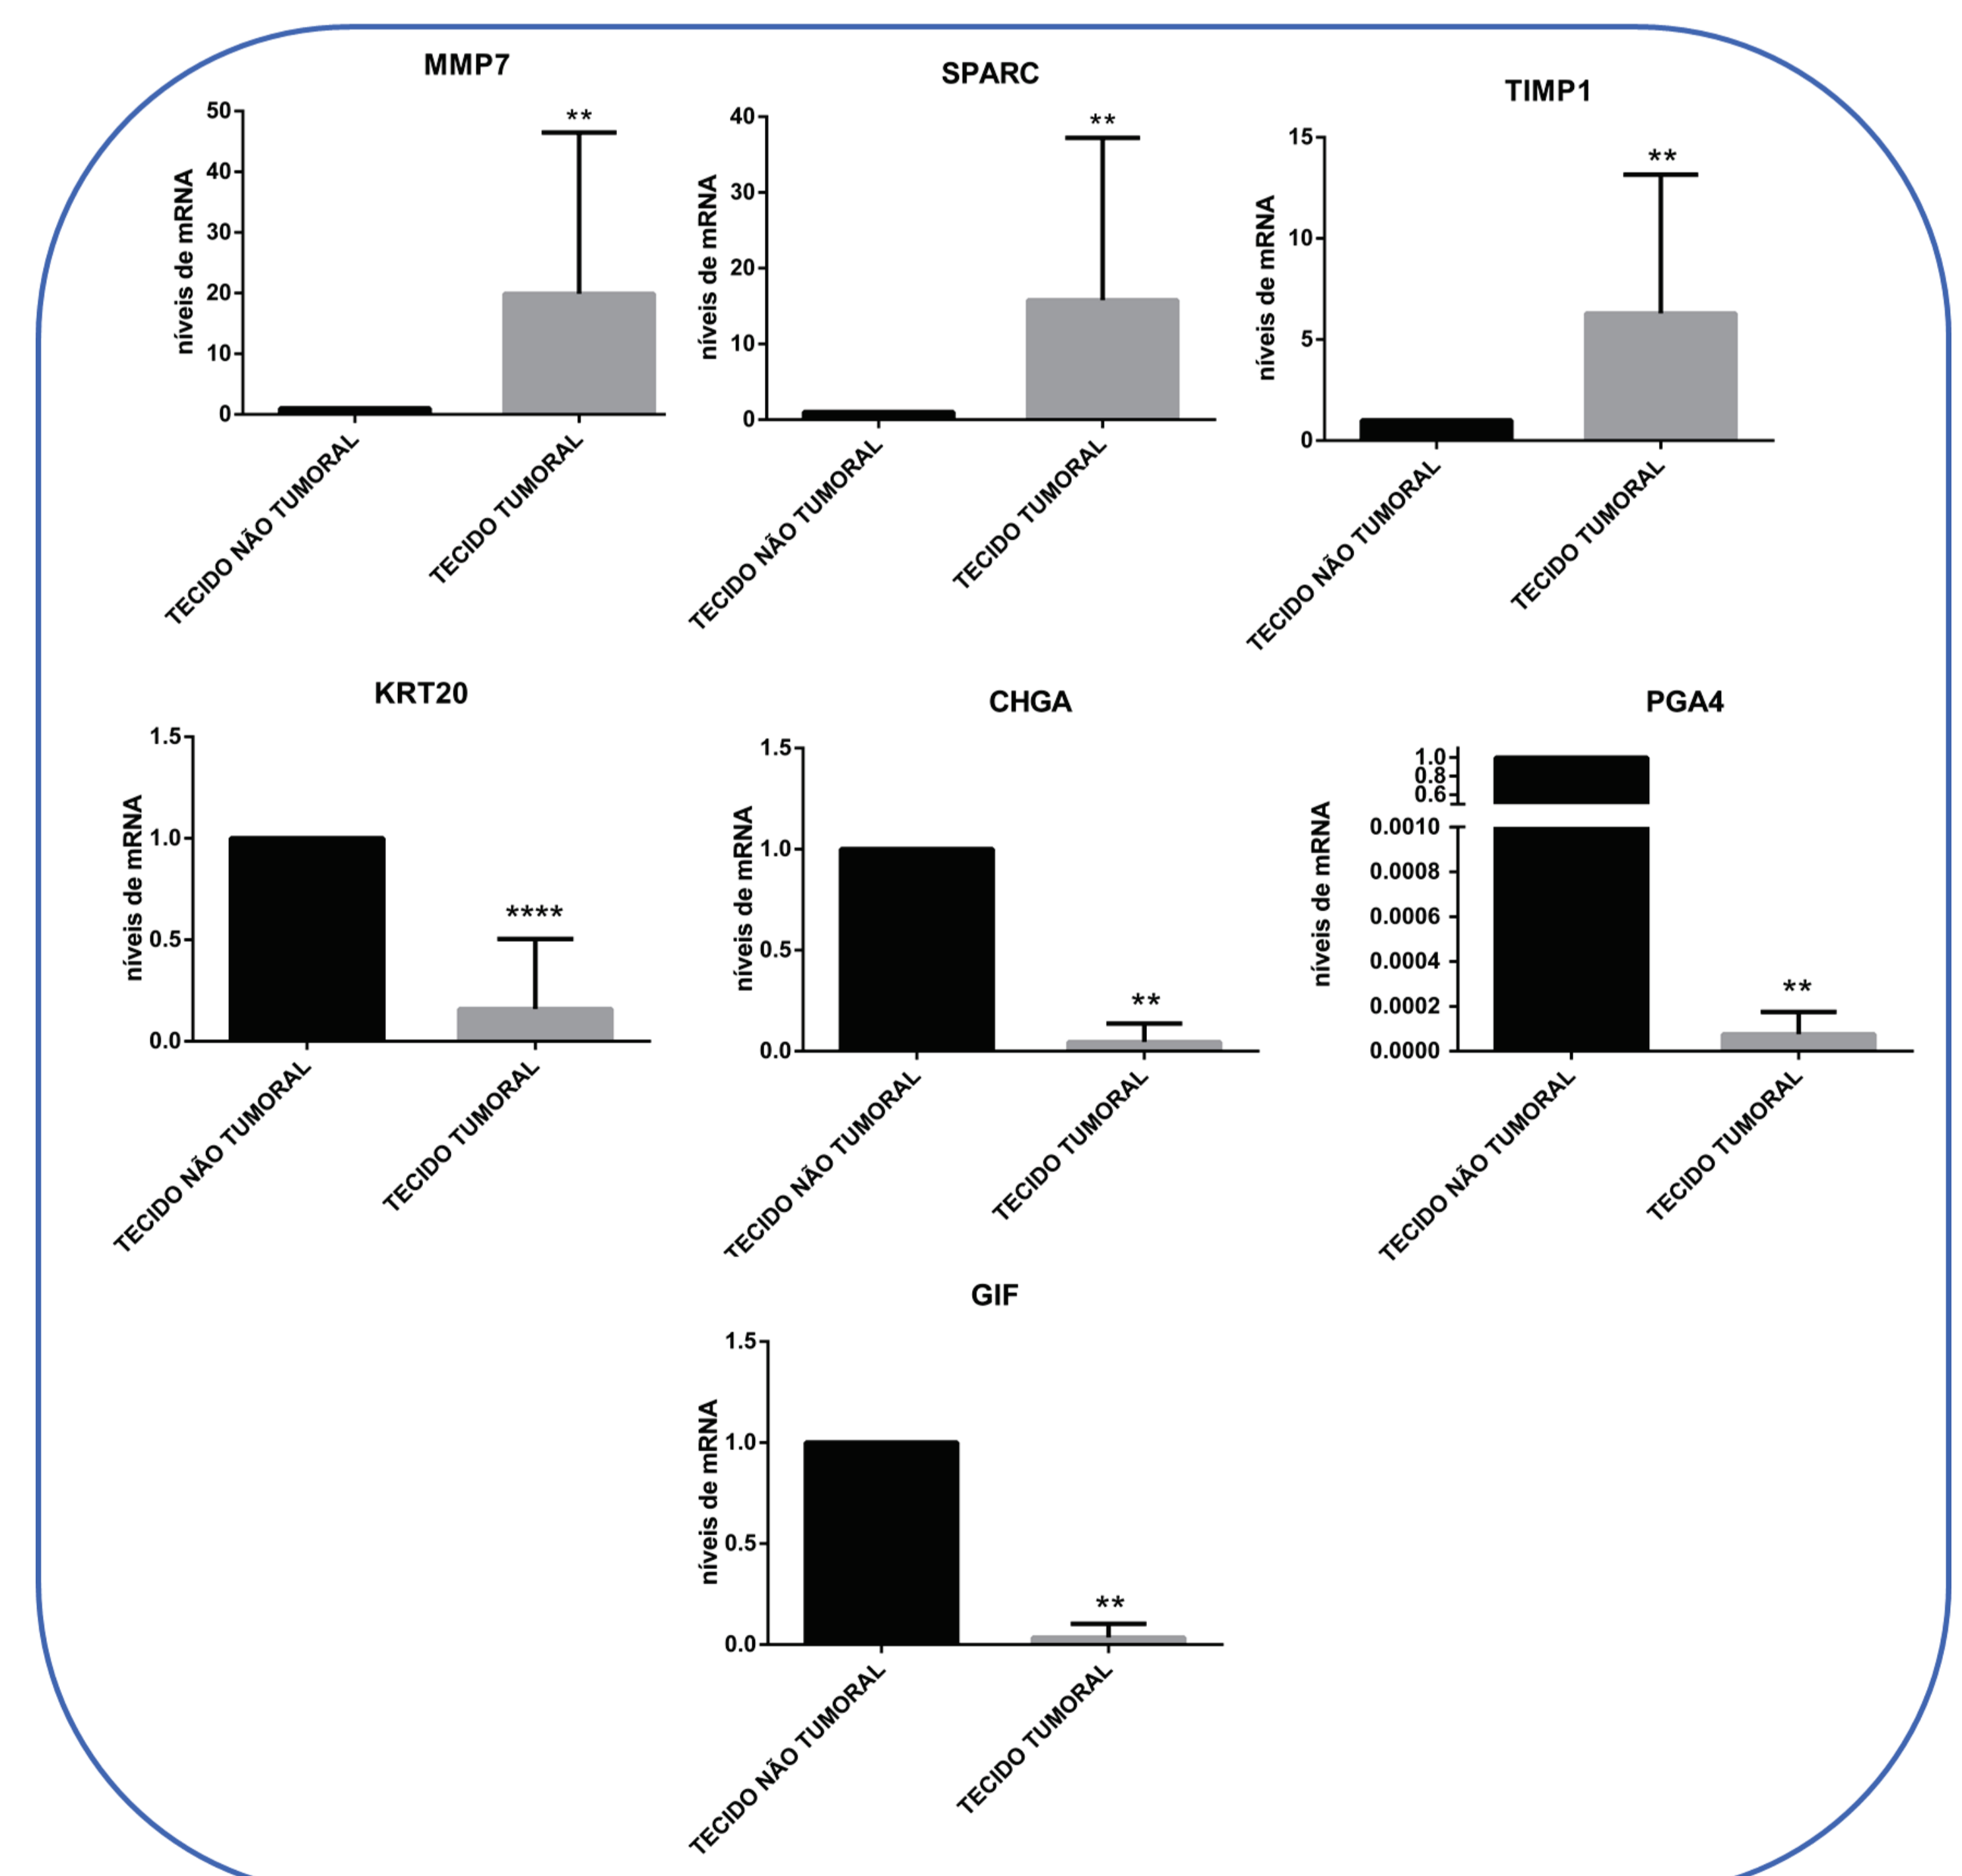 MMP7
níveis de mRNA
50
40
30
20
10
0
**
TECIDO NÃO TUMORAL
TECIDO TUMORAL
SPARC
níveis de mRNA
40
30
20
10
0
**
TECIDO NÃO TUMORAL
TECIDO TUMORAL
TIMP1
níveis de mRNA
15
10
5
0
**
TECIDO NÃO TUMORAL
TECIDO TUMORAL
KRT20
níveis de mRNA
1.5
1.0
0.5
0.0
****
TECIDO NÃO TUMORAL
TECIDO TUMORAL
CHGA
níveis de mRNA
1.5
1.0
0.5
0.0
**
TECIDO NÃO TUMORAL
TECIDO TUMORAL
PGA4
níveis de mRNA
1.0
0.8
0.6
0.0010
0.0008
0.0006
0.0004
0.0002
0.0000
**
TECIDO NÃO TUMORAL
TECIDO TUMORAL
GIF
níveis de mRNA
1.5
1.0
0.5
0.0
**
TECIDO NÃO TUMORAL
TECIDO TUMORAL